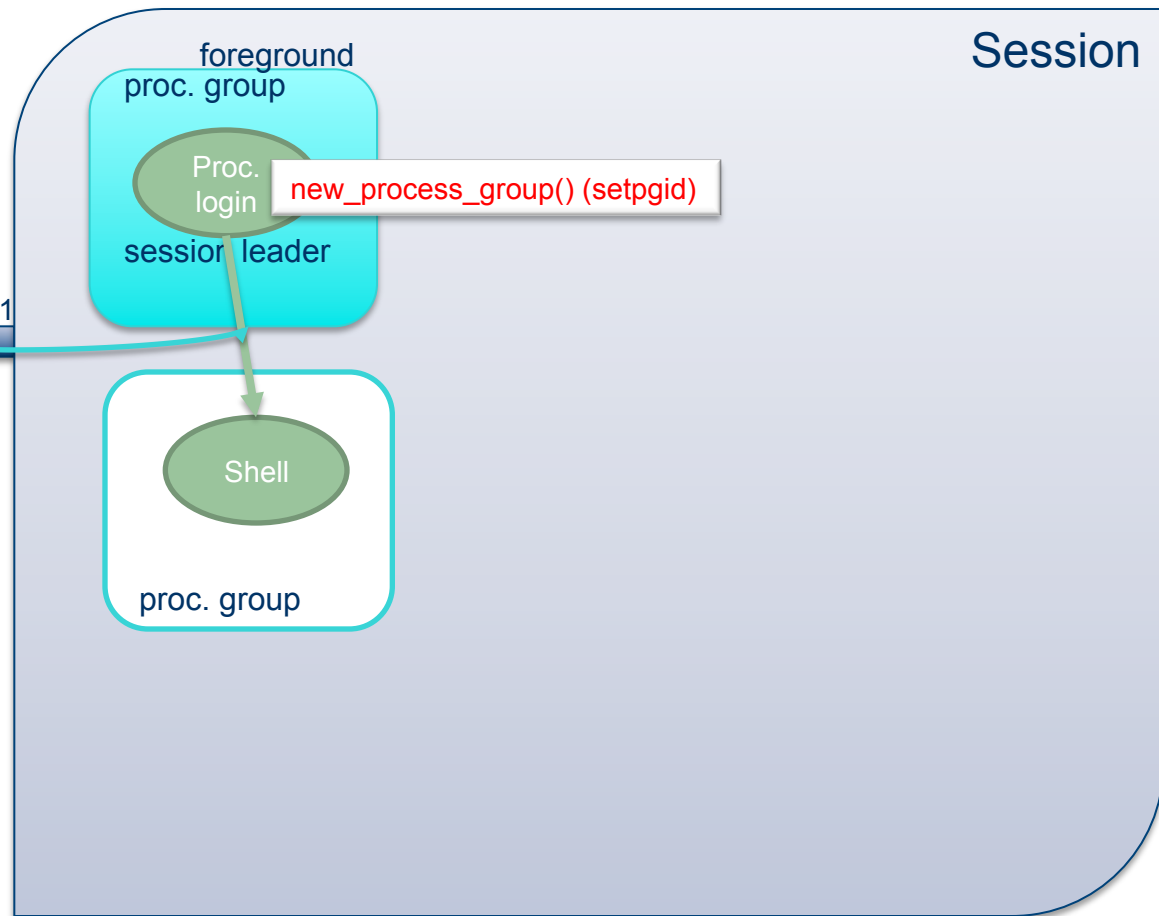 Session
foreground
proc. group
Proc.
login
new_process_group() (setpgid)
session leader
1
Shell
proc. group